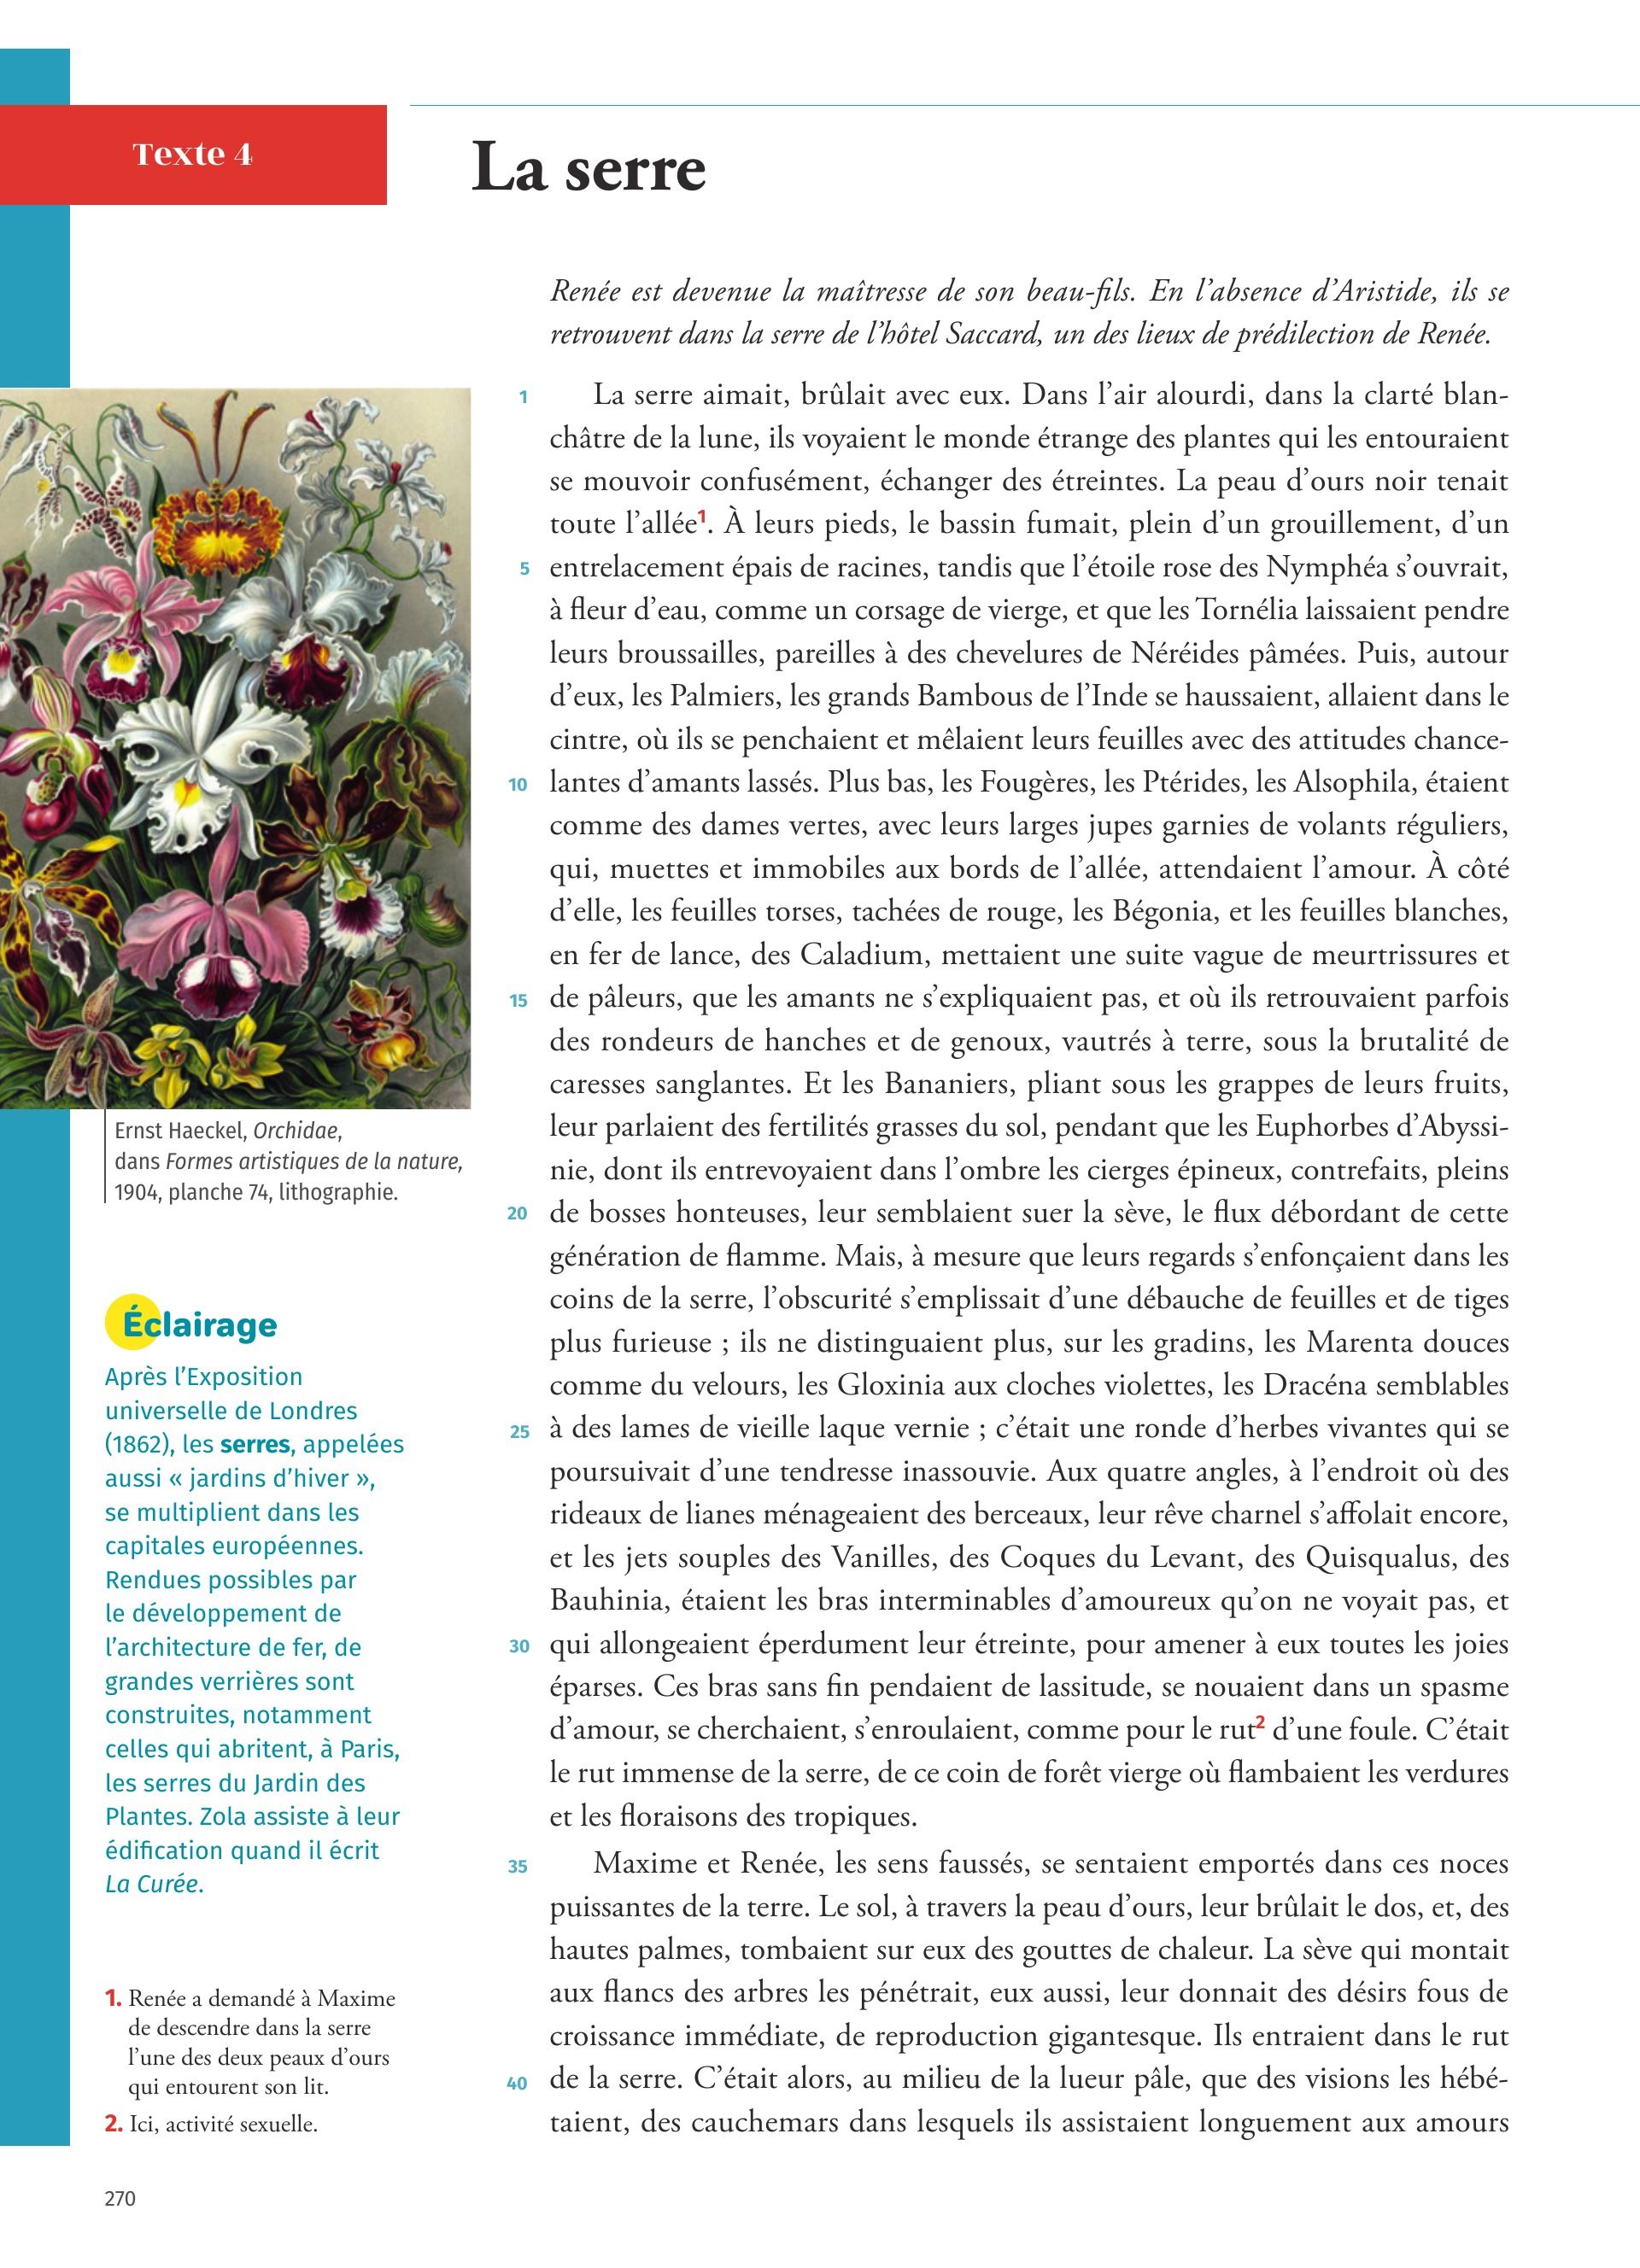 Texte 4
La serre
Renée est devenue la maîtresse de son beau-fils. En l'absence d'Aristide, ils se
retrouvent dans la serre de l'hôtel Saccard, un des lieux de prédilection de Renée.
1 La serre aimait, brûlait avec eux. Dans l'air alourdi, dans la clarté blan-
châtre de la lune, ils voyaient le monde étrange des plantes qui les entouraient
se mouvoir confusément, échanger des étreintes. La peau d'ours noir tenait
toute l'allée1. À leurs pieds, le bassin fumait, plein d'un grouillement, d'un
5 entrelacement épais de racines, tandis que l'étoile rose des Nymphéa s'ouvrait,
à fleur d'eau, comme un corsage de vierge, et que les Tornélia laissaient pendre
leurs broussailles, pareilles à des chevelures de Néréides pâmées. Puis, autour
d'eux, les Palmiers, les grands Bambous de l'Inde se haussaient, allaient dans le
cintre, où ils se penchaient et mêlaient leurs feuilles avec des attitudes chance-
10 lantes d'amants lassés. Plus bas, les Fougères, les Ptérides, les Alsophila, étaient
comme des dames vertes, avec leurs larges jupes garnies de volants réguliers,
qui, muettes et immobiles aux bords de l'allée, attendaient l'amour. À côté
d'elle, les feuilles torses, tachées de rouge, les Bégonia, et les feuilles blanches,
en fer de lance, des Caladium, mettaient une suite vague de meurtrissures et
15 de pâleurs, que les amants ne s'expliquaient pas, et où ils retrouvaient parfois
des rondeurs de hanches et de genoux, vautrés à terre, sous la brutalité de
caresses sanglantes. Et les Bananiers, pliant sous les grappes de leurs fruits,
leur parlaient des fertilités grasses du sol, pendant que les Euphorbes d'Abyssi-
nie, dont ils entrevoyaient dans l'ombre les cierges épineux, contrefaits, pleins
20 de bosses honteuses, leur semblaient suer la sève, le flux débordant de cette
génération de flamme. Mais, à mesure que leurs regards s'enfonçaient dans les
coins de la serre, l'obscurité s'emplissait d'une débauche de feuilles et de tiges
plus furieuse ; ils ne distinguaient plus, sur les gradins, les Marenta douces
comme du velours, les Gloxinia aux cloches violettes, les Dracéna semblables
25 à des lames de vieille laque vernie ; c'était une ronde d'herbes vivantes qui se
poursuivait d'une tendresse inassouvie. Aux quatre angles, à l'endroit où des
rideaux de lianes ménageaient des berceaux, leur rêve charnel s'affolait encore,
et les jets souples des Vanilles, des Coques du Levant, des Quisqualus, des
Bauhinia, étaient les bras interminables d'amoureux qu'on ne voyait pas, et
30 qui allongeaient éperdument leur étreinte, pour amener à eux toutes les joies
éparses. Ces bras sans fin pendaient de lassitude, se nouaient dans un spasme
d'amour, se cherchaient, s'enroulaient, comme pour le rut2 d'une foule. C'était
le rut immense de la serre, de ce coin de forêt vierge où flambaient les verdures
et les floraisons des tropiques.
35 Maxime et Renée, les sens faussés, se sentaient emportés dans ces noces
puissantes de la terre. Le sol, à travers la peau d'ours, leur brûlait le dos, et, des
hautes palmes, tombaient sur eux des gouttes de chaleur. La sève qui montait
aux flancs des arbres les pénétrait, eux aussi, leur donnait des désirs fous de
croissance immédiate, de reproduction gigantesque. Ils entraient dans le rut
40 de la serre. C'était alors, au milieu de la lueur pâle, que des visions les hébé-
taient, des cauchemars dans lesquels ils assistaient longuement aux amours
Ernst Haeckel, Orchidae,
dans Formes artistiques de la nature,
1904, planche 74, lithographie.
Éclairage
Après l'Exposition
universelle de Londres
(1862), les serres, appelées
aussi « jardins d'hiver »,
se multiplient dans les
capitales européennes.
Rendues possibles par
le développement de
l'architecture de fer, de
grandes verrières sont
construites, notamment
celles qui abritent, à Paris,
les serres du Jardin des
Plantes. Zola assiste à leur
édification quand il écrit
La Curée.
1. Renée a demandé à Maxime
de descendre dans la serre
l'une des deux peaux d'ours
qui entourent son lit.
2. Ici, activité sexuelle.
270